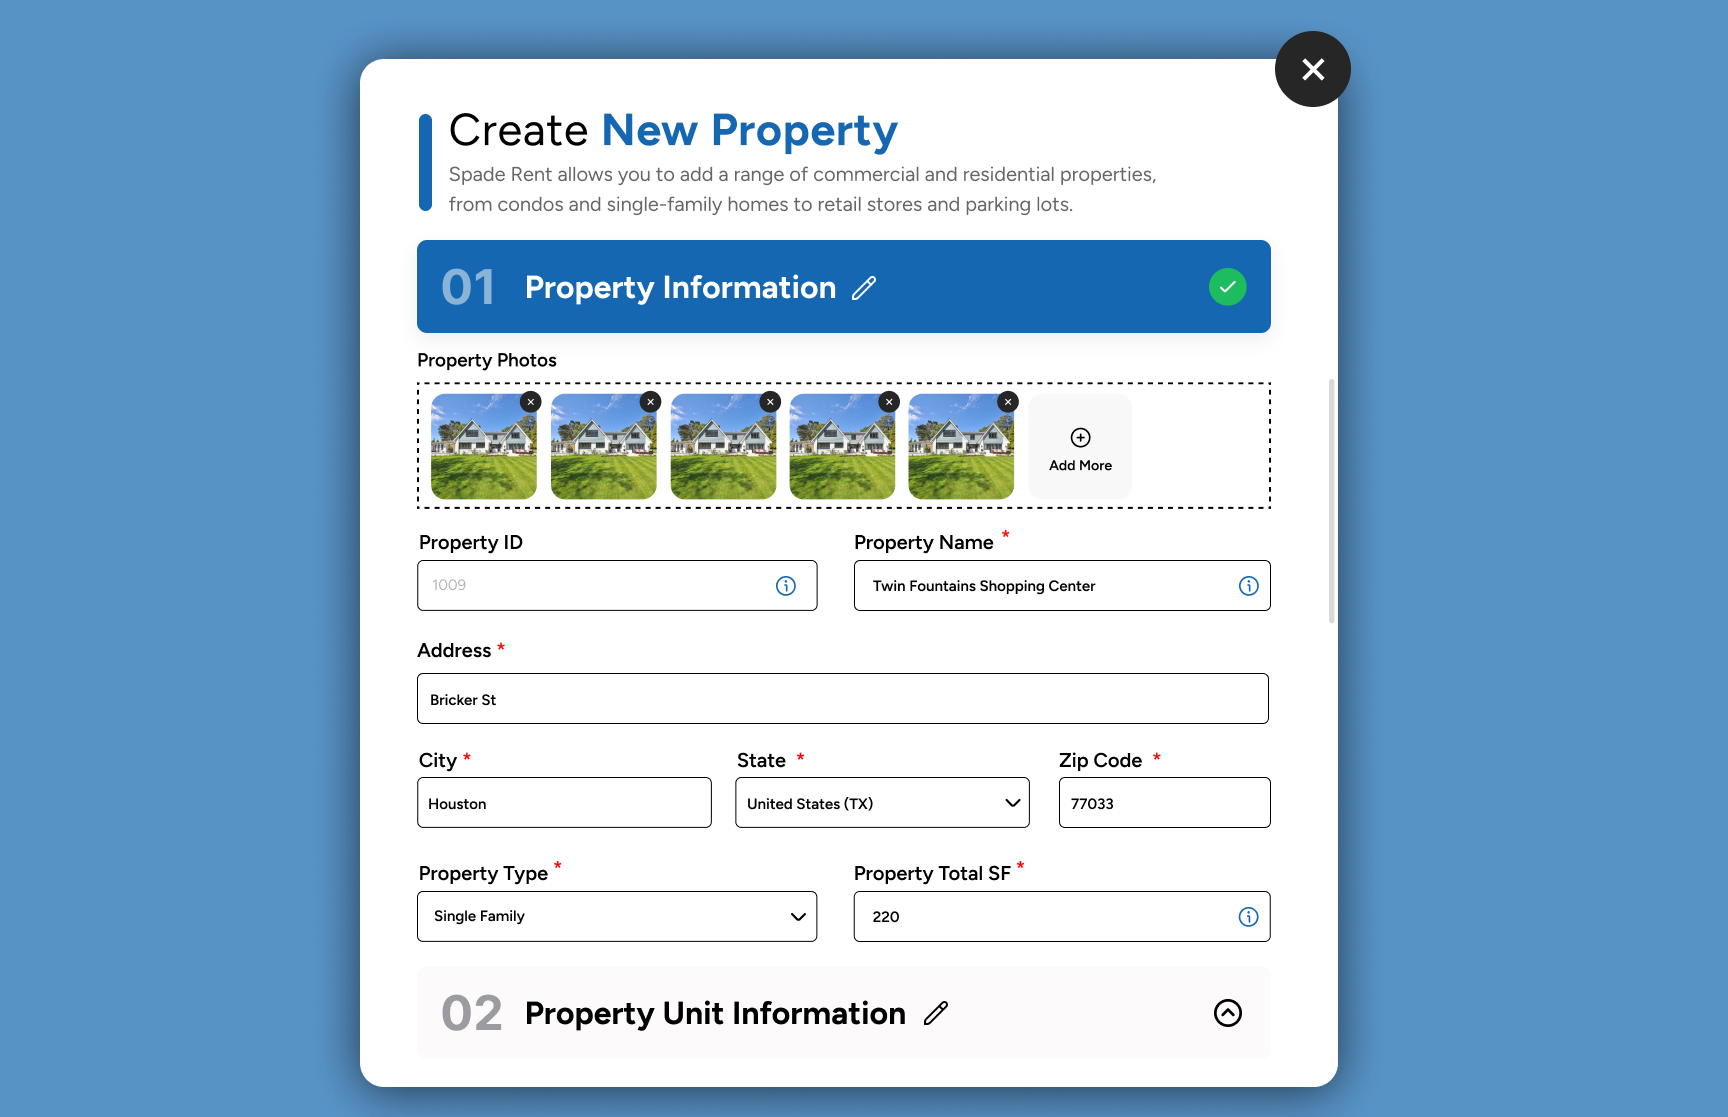 Create New Property
Spade Rent allows you to add a range of commercial and residential properties,
from condos and single-family homes to retail stores and parking lots.
01 Property Information
Property Photos
Add More
Property ID
Property Name *
1009
Twin Fountains Shopping Center
Address *
Bricker St
City *
State *
Zip Code *
Houston
United States (TX)
77033
Property Type *
Property Total SF *
Single Family
220
02 Property Unit Information